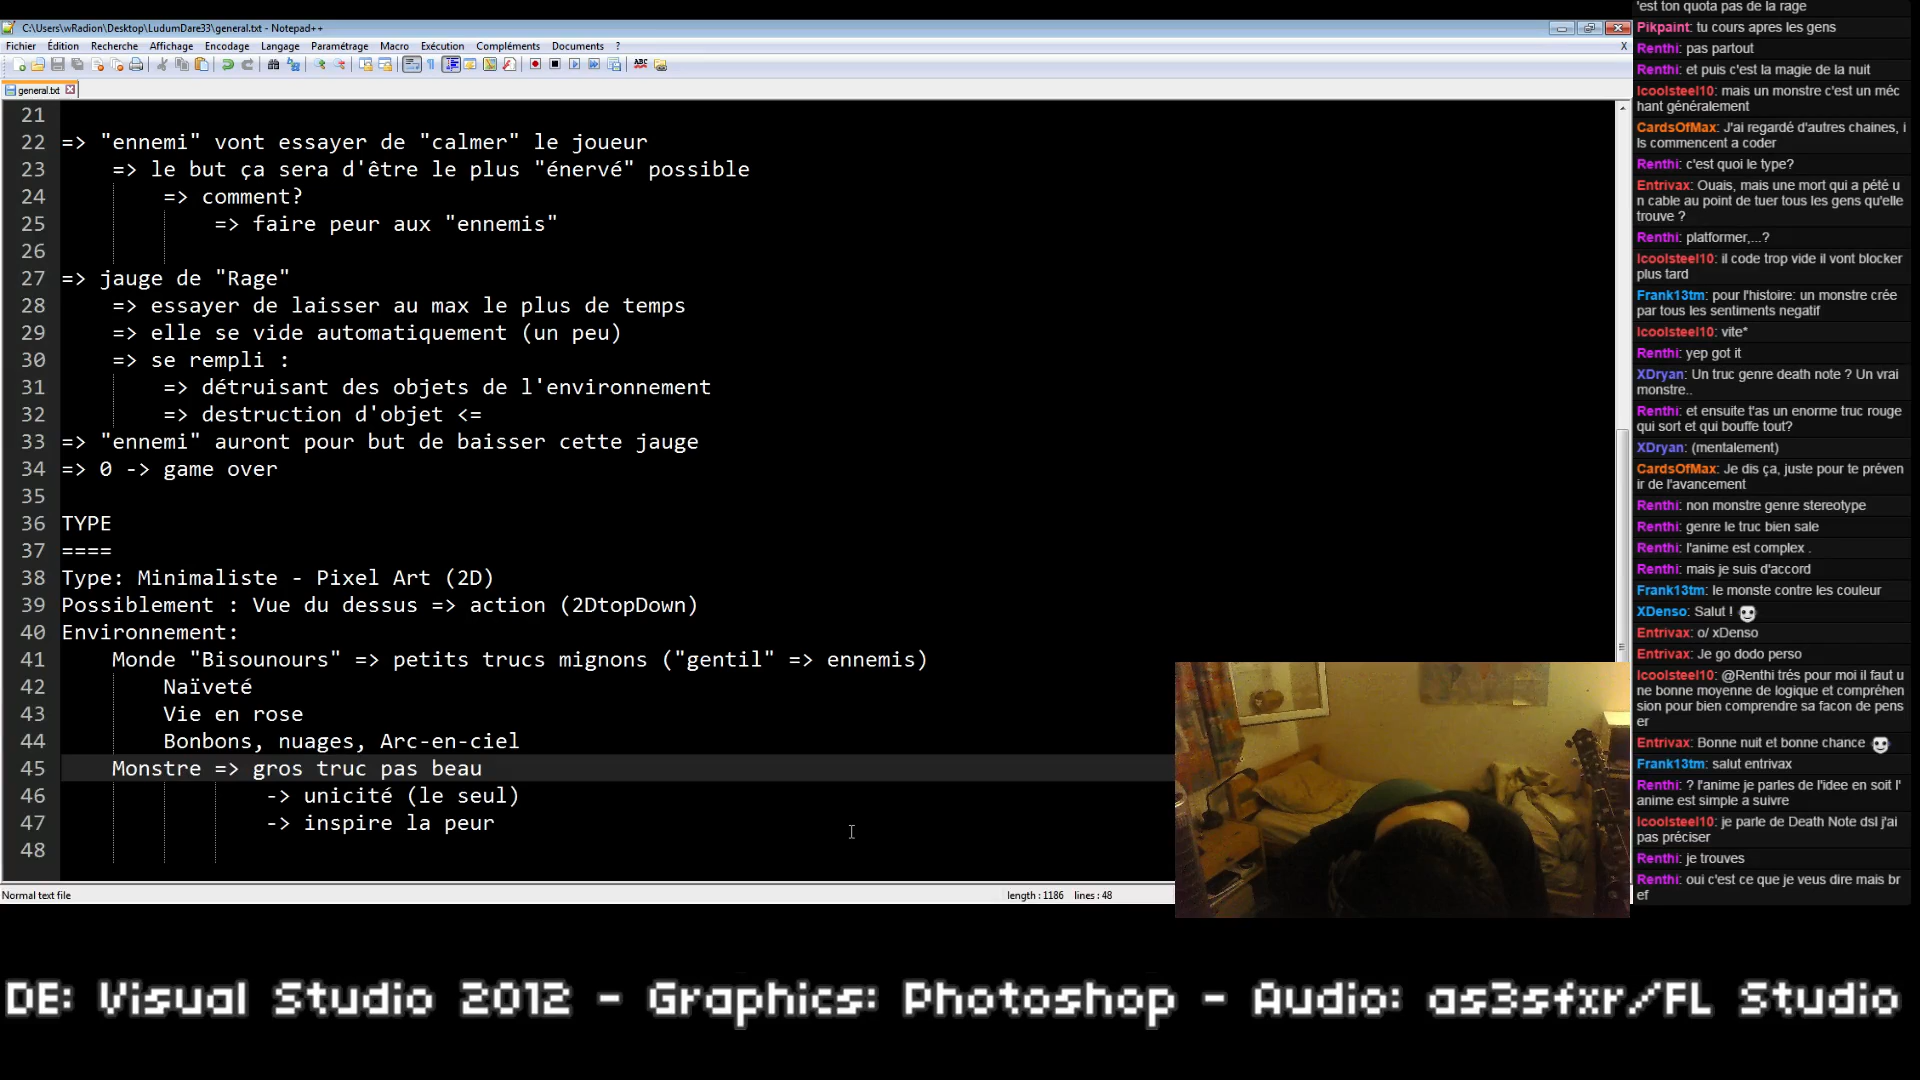 C:\Users\wRadion\Desktop\LudumDare33\general.txt - Notepad++
Fichier Édition Recherche Affichage Encodage Langage Paramétrage Macro Exécution Compléments Documents ? X
general.txt
21
22 => "ennemi" vont essayer de "calmer" le joueur
23 => le but ça sera d'être le plus "énervé" possible
24 => comment?
25 => faire peur aux "ennemis"
26
27 => jauge de "Rage"
28 => essayer de laisser au max le plus de temps
29 => elle se vide automatiquement (un peu)
30 => se rempli :
31 => détruisant des objets de l'environnement
32 => destruction d'objet <=
33 => "ennemi" auront pour but de baisser cette jauge
34 => 0 -> game over
35
36 TYPE
37 ====
38 Type: Minimaliste - Pixel Art (2D)
39 Possiblement : Vue du dessus => action (2DtopDown)
40 Environnement:
41 Monde "Bisounours" => petits trucs mignons ("gentil" => ennemis)
42 Naïveté
43 Vie en rose
44 Bonbons, nuages, Arc-en-ciel
45 Monstre => gros truc pas beau
46 -> unicité (le seul)
47 -> inspire la peur
48
Normal text file
length : 1186 lines : 48
'est ton quota pas de la rage
Pikpaint: tu cours apres les gens
Renthi: pas partout
Renthi: et puis c'est la magie de la nuit
Icoolsteel10: mais un monstre c'est un méc
hant généralement
CardsOfMax: J'ai regardé d'autres chaines, i
ls commencent a coder
Renthi: c'est quoi le type?
Entrivax: Ouais, mais une mort qui a pété u
n cable au point de tuer tous les gens qu'elle
trouve ?
Renthi: platformer,...?
Icoolsteel10: il code trop vide il vont blocker
plus tard
Frank13tm: pour l'histoire: un monstre crée
par tous les sentiments negatif
Icoolsteel10: vite*
Renthi: yep got it
XDryan: Un truc genre death note ? Un vrai
monstre..
Renthi: et ensuite t'as un enorme truc rouge
qui sort et qui bouffe tout?
XDryan: (mentalement)
CardsOfMax: Je dis ça, juste pour te préven
ir de l'avancement
Renthi: non monstre genre stereotype
Renthi: genre le truc bien sale
Renthi: l'anime est complex .
Renthi: mais je suis d'accord
Frank13tm: le monste contre les couleur
XDenso: Salut !
Entrivax: o/ xDenso
Entrivax: Je go dodo perso
Icoolsteel10: @Renthi trés pour moi il faut u
ne bonne moyenne de logique et compréhen
sion pour bien comprendre sa facon de pens
er
Entrivax: Bonne nuit et bonne chance
Frank13tm: salut entrivax
Renthi: ? l'anime je parles de l'idee en soit l'
anime est simple a suivre
Icoolsteel10: je parle de Death Note dsl j'ai
pas préciser
Renthi: je trouves
Renthi: oui c'est ce que je veus dire mais br
ef
DE: Visual Studio 2012 - Graphics: Photoshop - Audio: as3sfxr/FL Studio